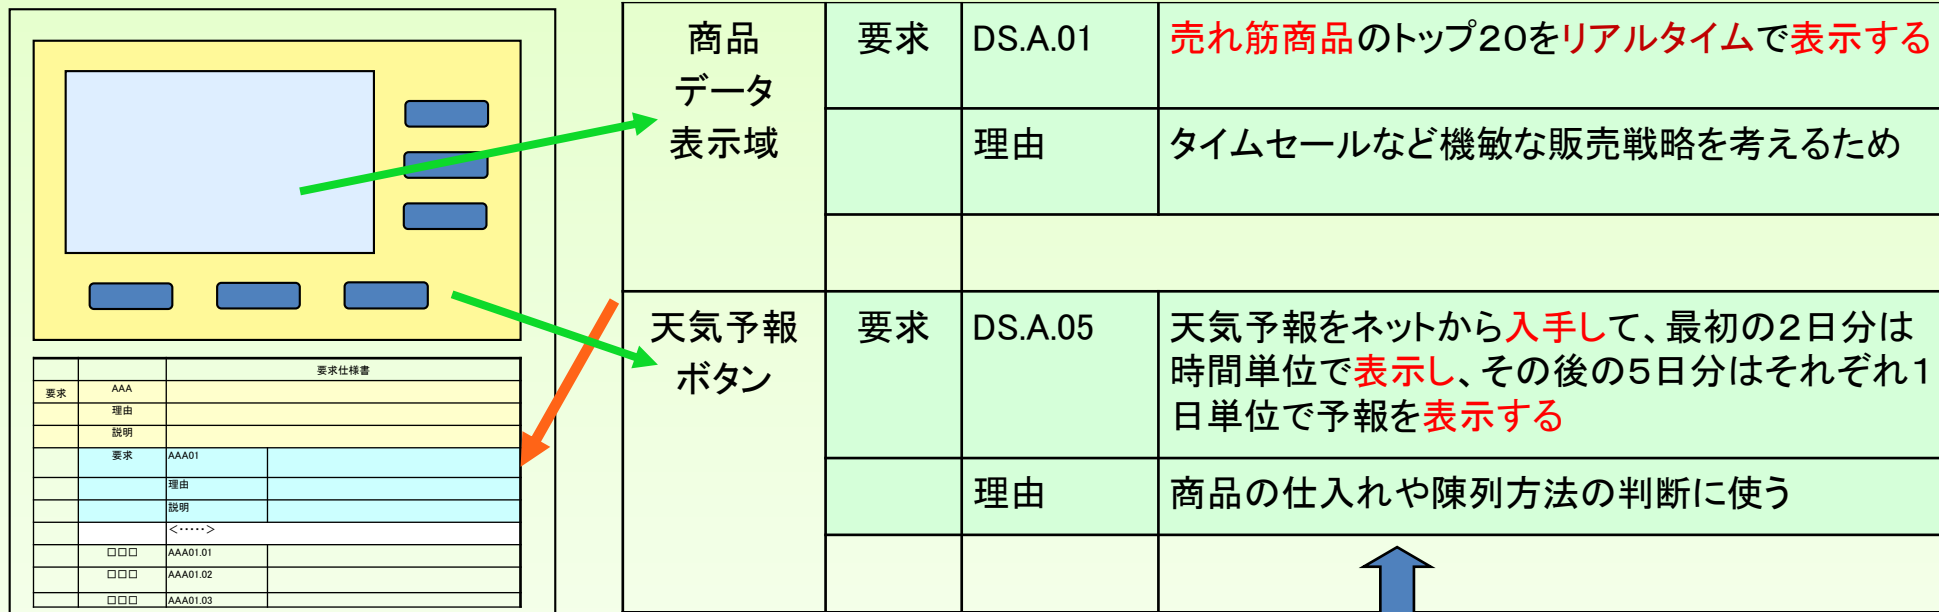 要求仕様書
要求 AAA
理由
説明
要求 AAA01
理由
説明
<・・・・・>
□□□ AAA01.01
□□□ AAA01.02
□□□ AAA01.03
商品
データ
表示域
要求 DS.A.01 売れ筋商品のトップ20をリアルタイムで表示する
理由 タイムセールなど機敏な販売戦略を考えるため
天気予報
ボタン
要求 DS.A.05 天気予報をネットから入手して、最初の2日分は
時間単位で表示し、その後の5日分はそれぞれ1
日単位で予報を表示する
理由 商品の仕入れや陳列方法の判断に使う